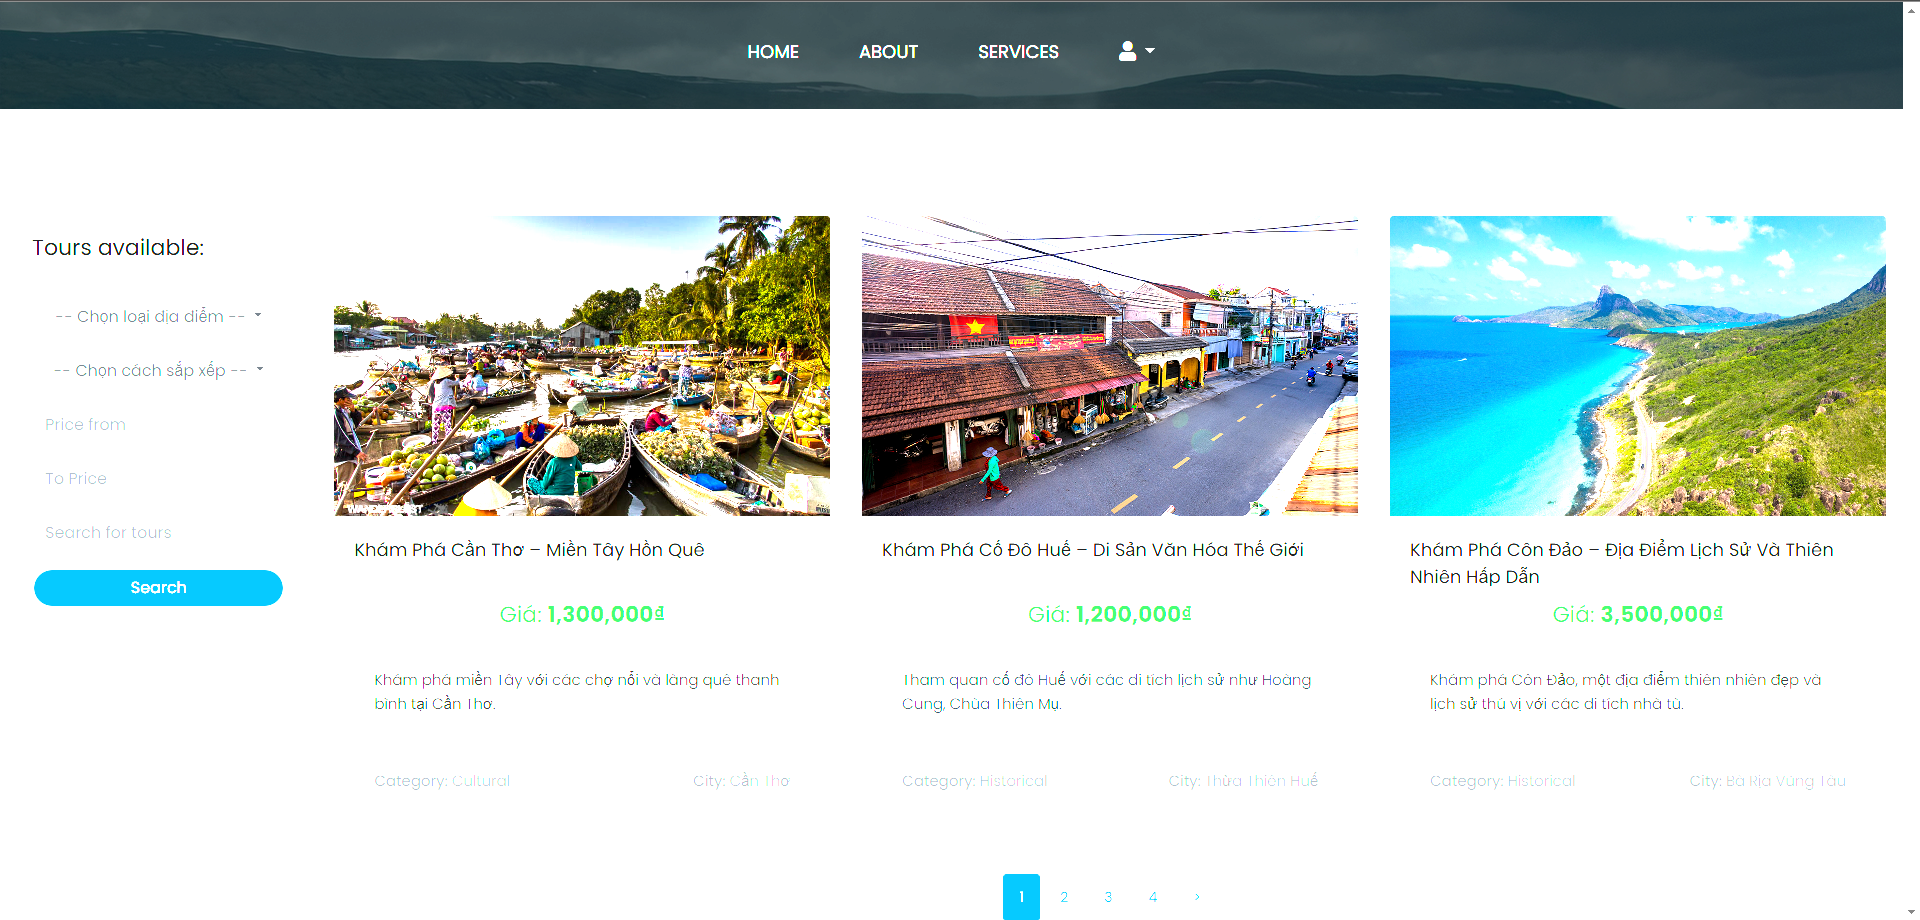 HOME ABOUT SERVICES
Tours available:
-- Chọn loại địa điểm --
-- Chọn cách sắp xếp --
Price from
To Price
Search for tours
Search
Khám Phá Cần Thơ – Miền Tây Hồn Quê
Giá: 1,300,000₫
Khám phá miền Tây với các chợ nổi và làng quê thanh
bình tại Cần Thơ.
Category: Cultural City: Cần Thơ
Khám Phá Cố Đô Huế – Di Sản Văn Hóa Thế Giới
Giá: 1,200,000₫
Tham quan cố đô Huế với các di tích lịch sử như Hoàng
Cung, Chùa Thiên Mụ.
Category: Historical City: Thừa Thiên Huế
Khám Phá Côn Đảo – Địa Điểm Lịch Sử Và Thiên
Nhiên Hấp Dẫn
Giá: 3,500,000₫
Khám phá Côn Đảo, một địa điểm thiên nhiên đẹp và
lịch sử thú vị với các di tích nhà tù.
Category: Historical City: Bà Rịa Vũng Tàu
1 2 3 4 ›